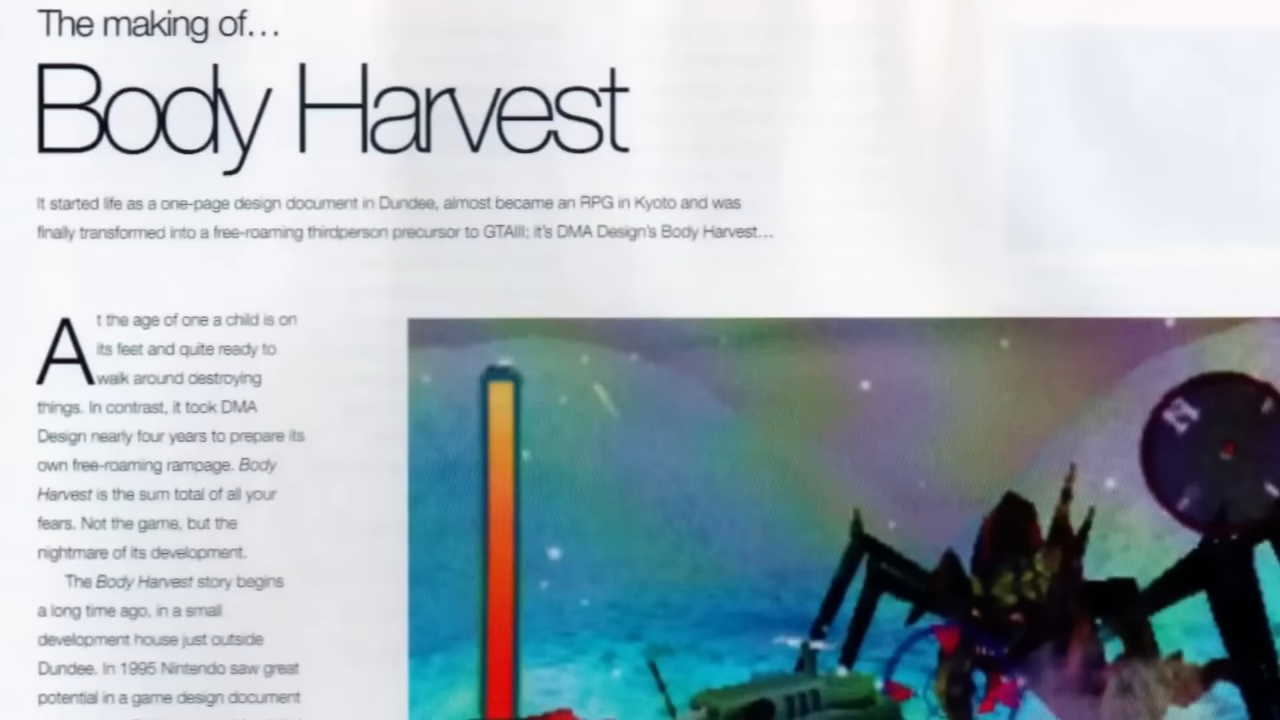 The making of...
Body Harvest
It started life as a one-page design document in Dundee, almost became an RPG in Kyoto and was
finally transformed into a free-roaming thirdperson precursor to GTAIII; it's DMA Design's Body Harvest...
At the age of one a child is on
its feet and quite ready to
walk around destroying
things. In contrast, it took DMA
Design nearly four years to prepare its
own free-roaming rampage. Body
Harvest is the sum total of all your
fears. Not the game, but the
nightmare of its development.
The Body Harvest story begins
a long time ago, in a small
development house just outside
Dundee. In 1995 Nintendo saw great
potential in a game design document
N